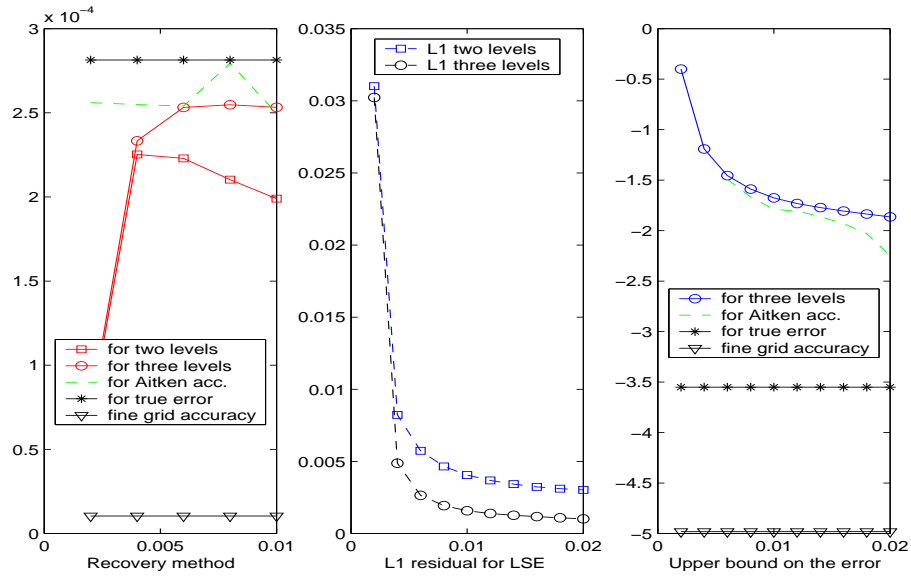 x 10⁻⁴
3
2.5
2
1.5
1
0.5
0
0
0.005
0.01
Recovery method
for two levels
for three levels
for Aitken acc.
for true error
fine grid accuracy
0.035
0.03
0.025
0.02
0.015
0.01
0.005
0
0
0.01
0.02
L1 residual for LSE
L1 two levels
L1 three levels
0
−0.5
−1
−1.5
−2
−2.5
−3
−3.5
−4
−4.5
−5
0
0.01
0.02
Upper bound on the error
for three levels
for Aitken acc.
for true error
fine grid accuracy